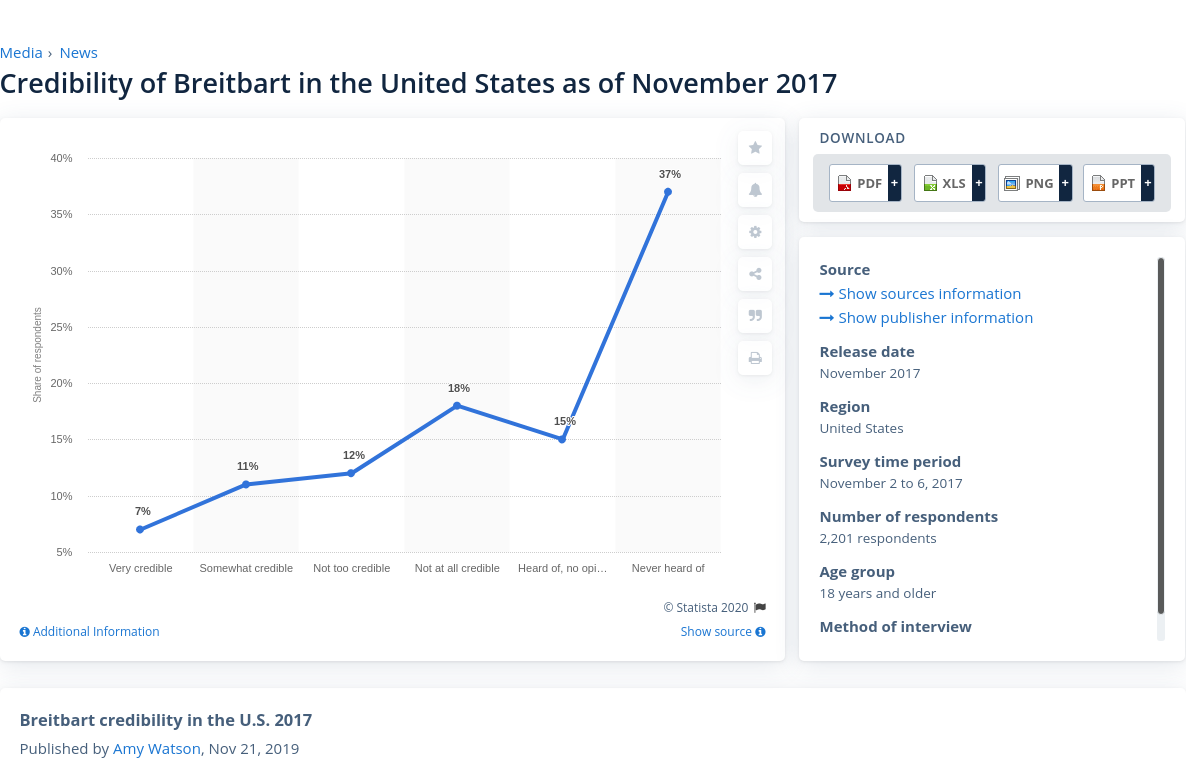 Media › News
Credibility of Breitbart in the United States as of November 2017
40%
35%
30%
25%
20%
15%
10%
5%
Share of respondents
7%
11%
12%
18%
15%
37%
Very credible
Somewhat credible
Not too credible
Not at all credible
Heard of, no opi…
Never heard of
© Statista 2020
Additional Information
Show source
DOWNLOAD
PDF +
XLS +
PNG +
PPT +
Source
Show sources information
Show publisher information
Release date
November 2017
Region
United States
Survey time period
November 2 to 6, 2017
Number of respondents
2,201 respondents
Age group
18 years and older
Method of interview
Breitbart credibility in the U.S. 2017
Published by Amy Watson, Nov 21, 2019